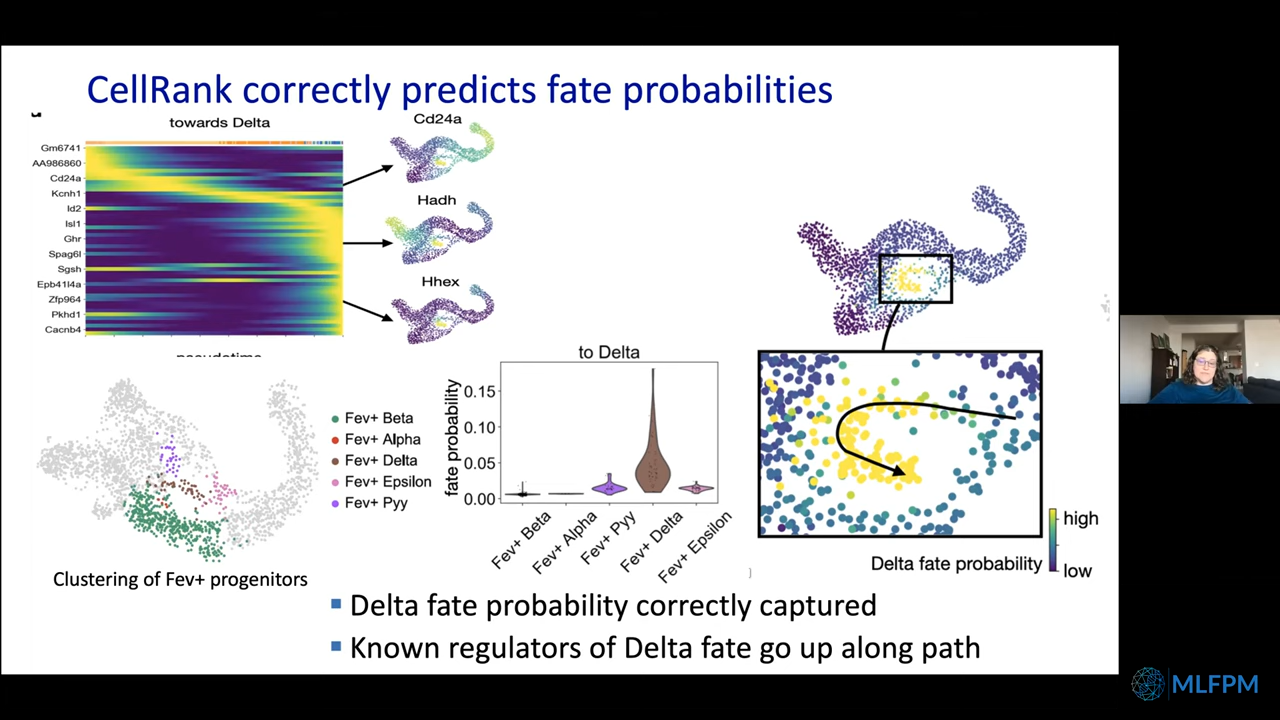 CellRank correctly predicts fate probabilities
towards Delta
Gm6741
AA986860
Cd24a
Kcnh1
Id2
Isl1
Ghr
Spag6l
Sgsh
Epb41l4a
Zfp964
Pkhd1
Cacnb4
Cd24a
Hadh
Hhex
pseudotime
Fev+ Beta
Fev+ Alpha
Fev+ Delta
Fev+ Epsilon
Fev+ Pyy
Clustering of Fev+ progenitors
to Delta
fate probability
0.15
0.10
0.05
0.00
Fev+ Beta
Fev+ Alpha
Fev+ Pyy
Fev+ Delta
Fev+ Epsilon
high
low
Delta fate probability
Delta fate probability correctly captured
Known regulators of Delta fate go up along path
MLFPM